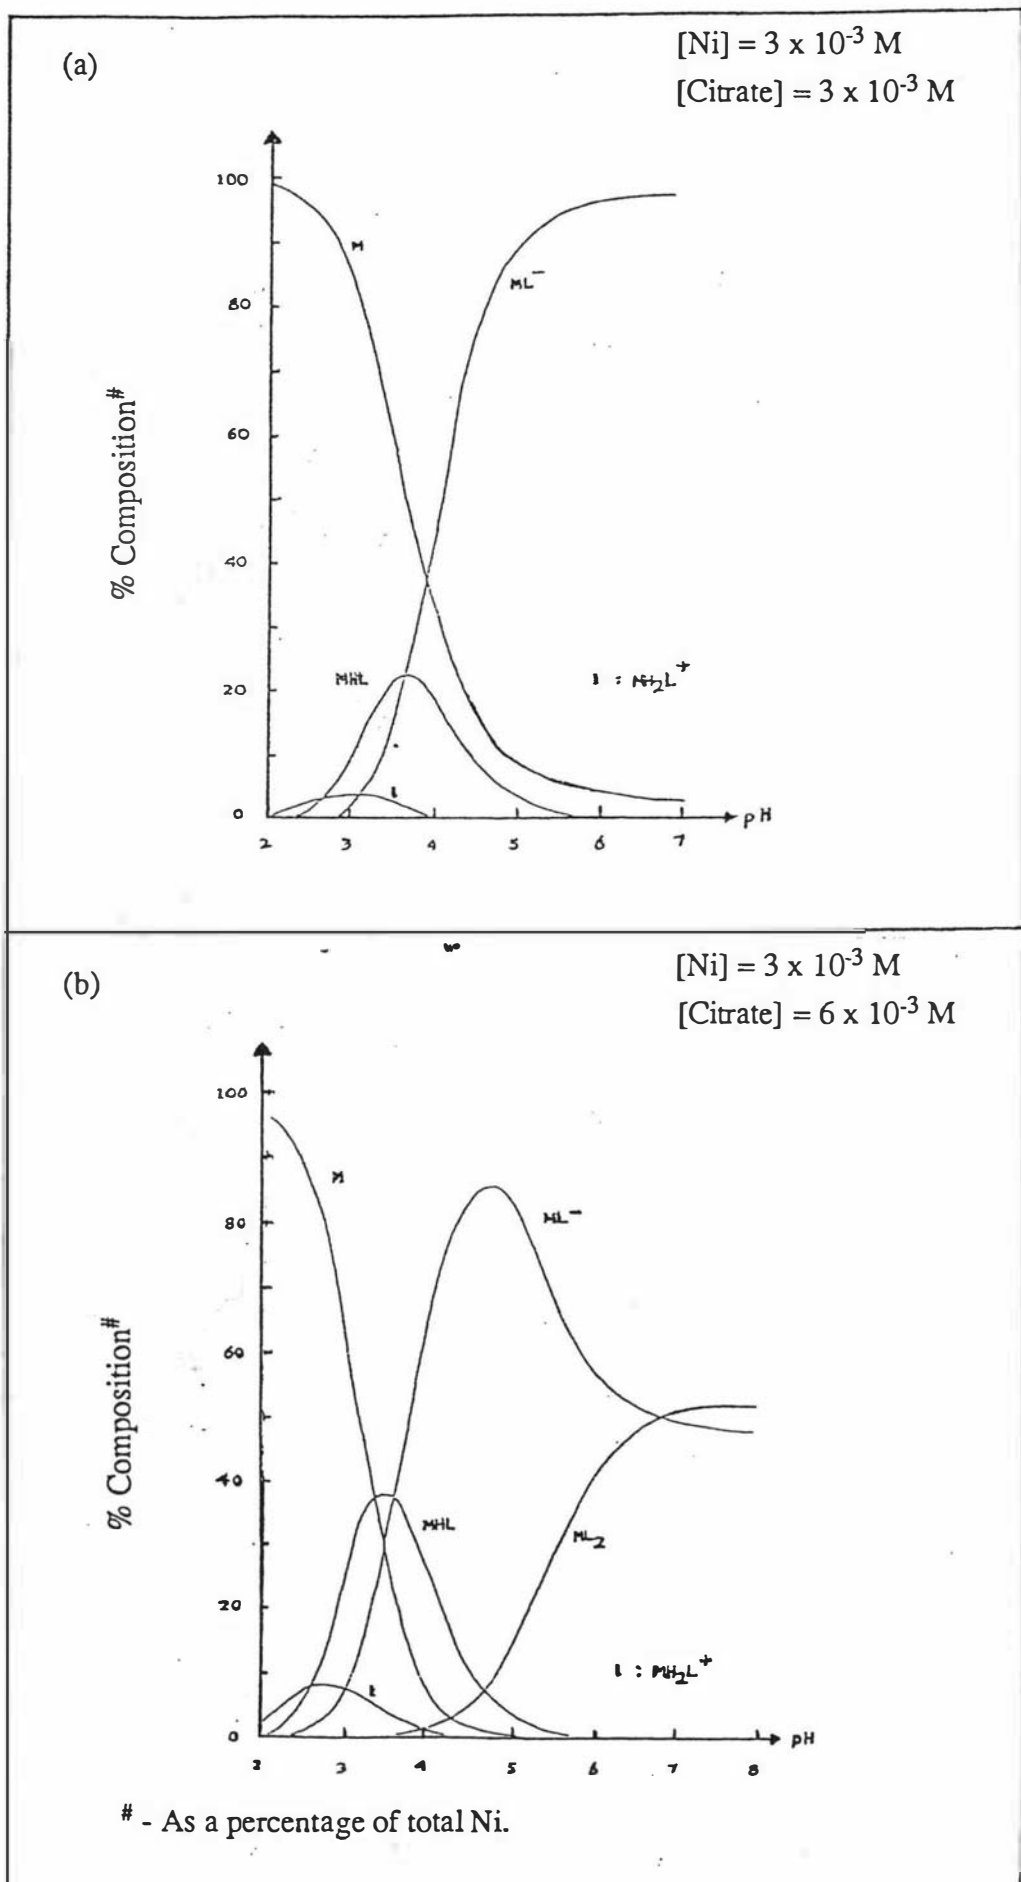 (a)
[Ni] = 3 x 10⁻³ M
[Citrate] = 3 x 10⁻³ M
% Composition#
100
80
60
40
20
0
M
ML⁻
MHL
1
1 : MH₂L⁺
2 3 4 5 6 7
pH
(b)
[Ni] = 3 x 10⁻³ M
[Citrate] = 6 x 10⁻³ M
% Composition#
100
80
60
40
20
0
M
ML⁻
MHL
ML₂
1
1 : MH₂L⁺
2 3 4 5 6 7 8
pH
# - As a percentage of total Ni.